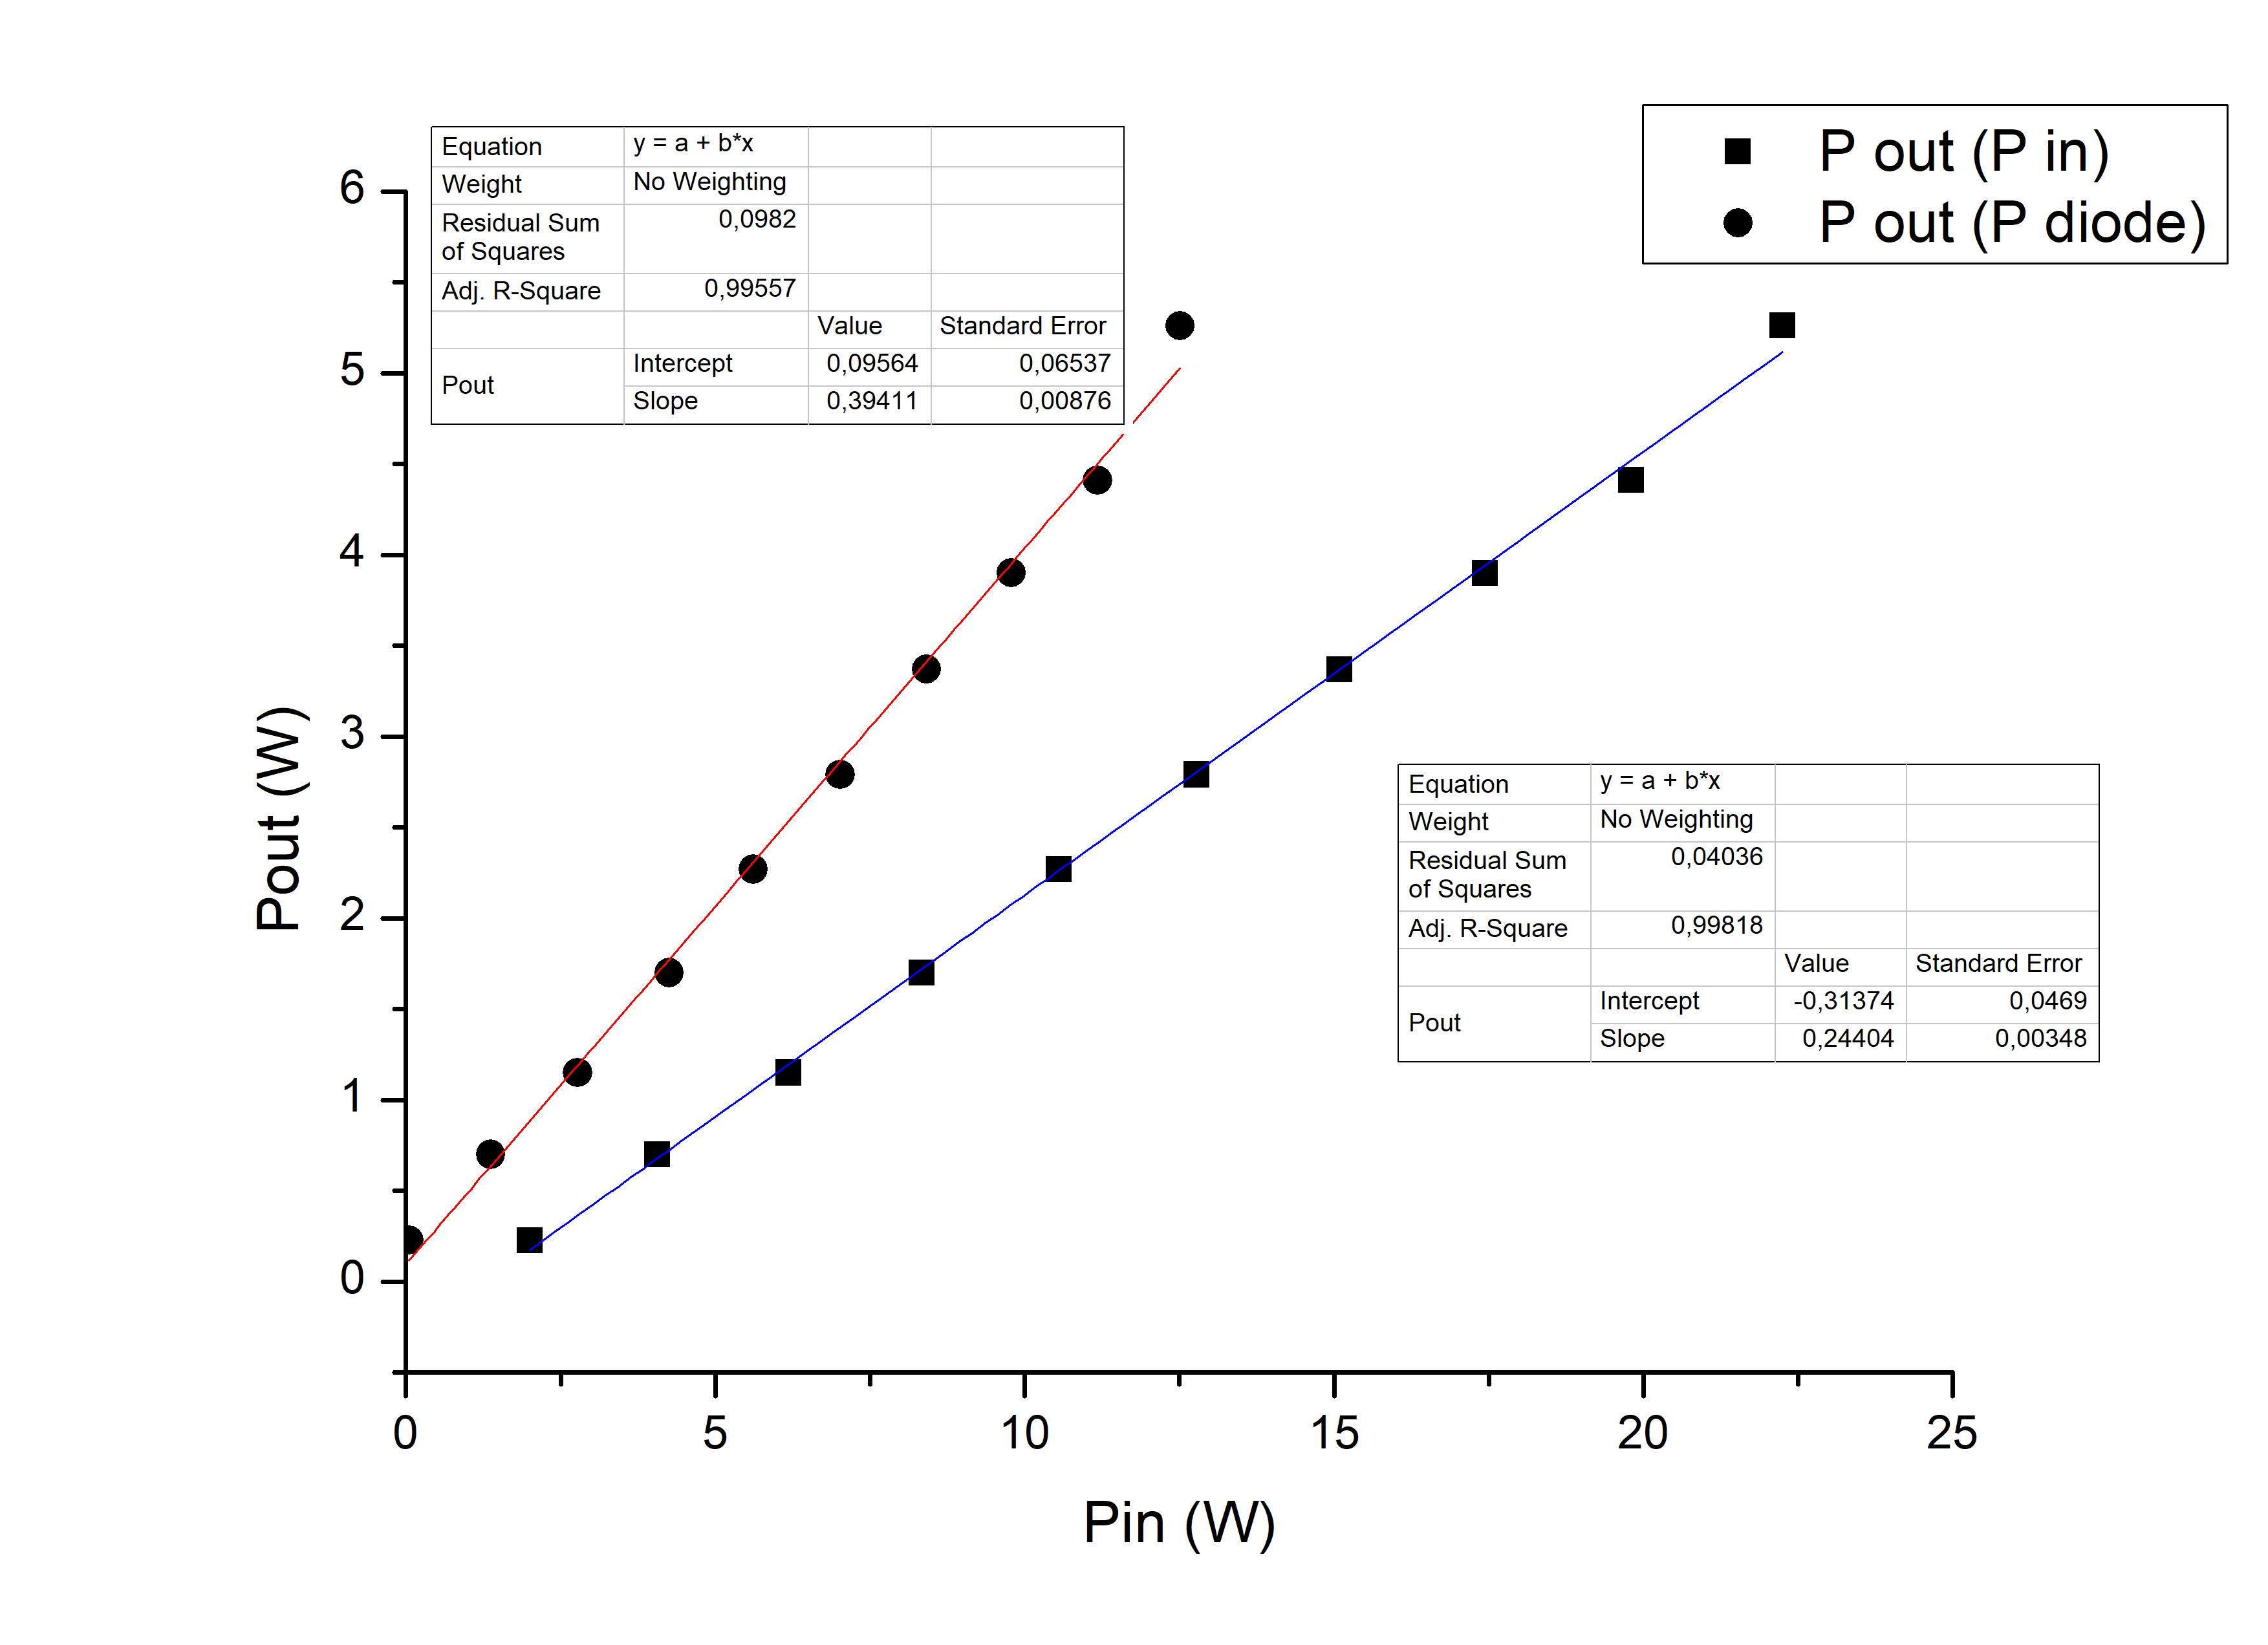 P out (P in)
P out (P diode)
Equation y = a + b*x
Weight No Weighting
Residual Sum
of Squares 0,0982
Adj. R-Square 0,99557
Value Standard Error
Pout Intercept 0,09564 0,06537
Slope 0,39411 0,00876
6
5
4
3
2
1
0
Pout (W)
Equation y = a + b*x
Weight No Weighting
Residual Sum
of Squares 0,04036
Adj. R-Square 0,99818
Value Standard Error
Pout Intercept -0,31374 0,0469
Slope 0,24404 0,00348
0 5 10 15 20 25
Pin (W)